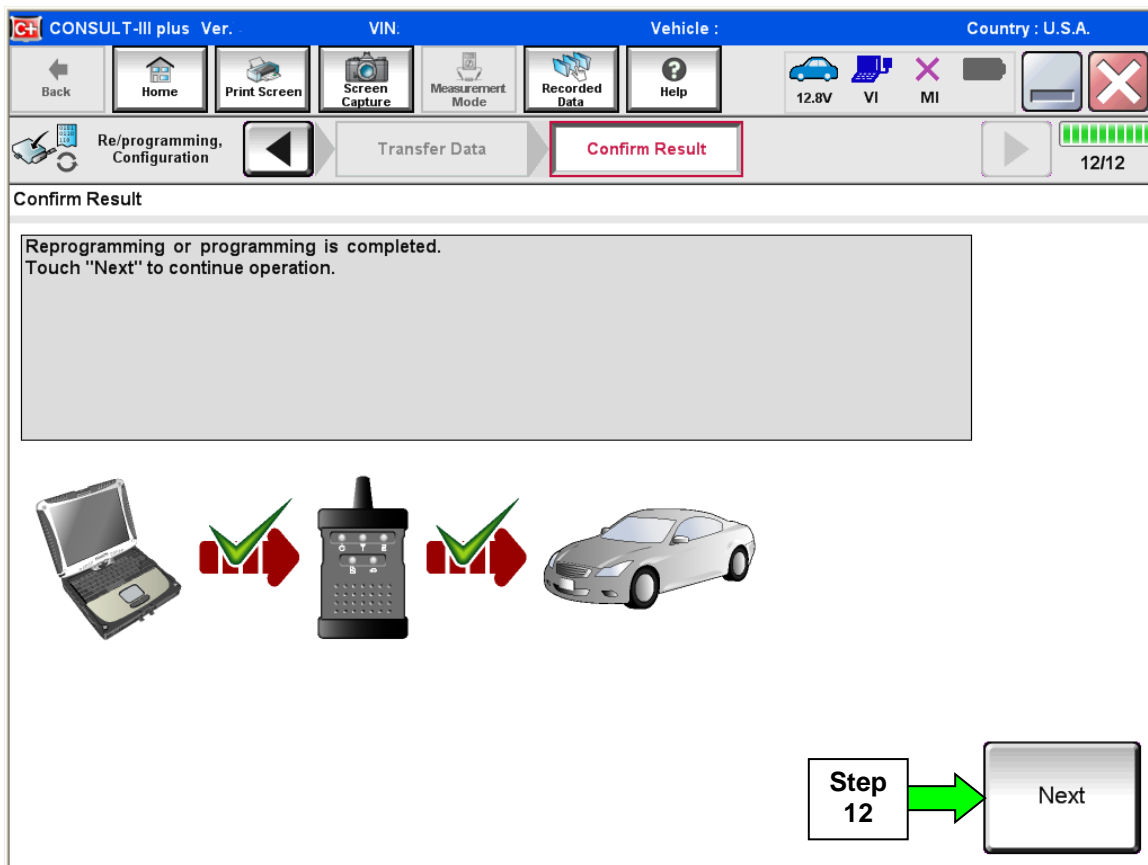 C+ CONSULT-III plus Ver. VIN: Vehicle : Country : U.S.A.
Back
Home
Print Screen
Screen
Capture
Measurement
Mode
Recorded
Data
?
Help
12.8V
VI
MI
Re/programming,
Configuration
Transfer Data
Confirm Result
12/12
Confirm Result
Reprogramming or programming is completed.
Touch "Next" to continue operation.
Step
12
Next